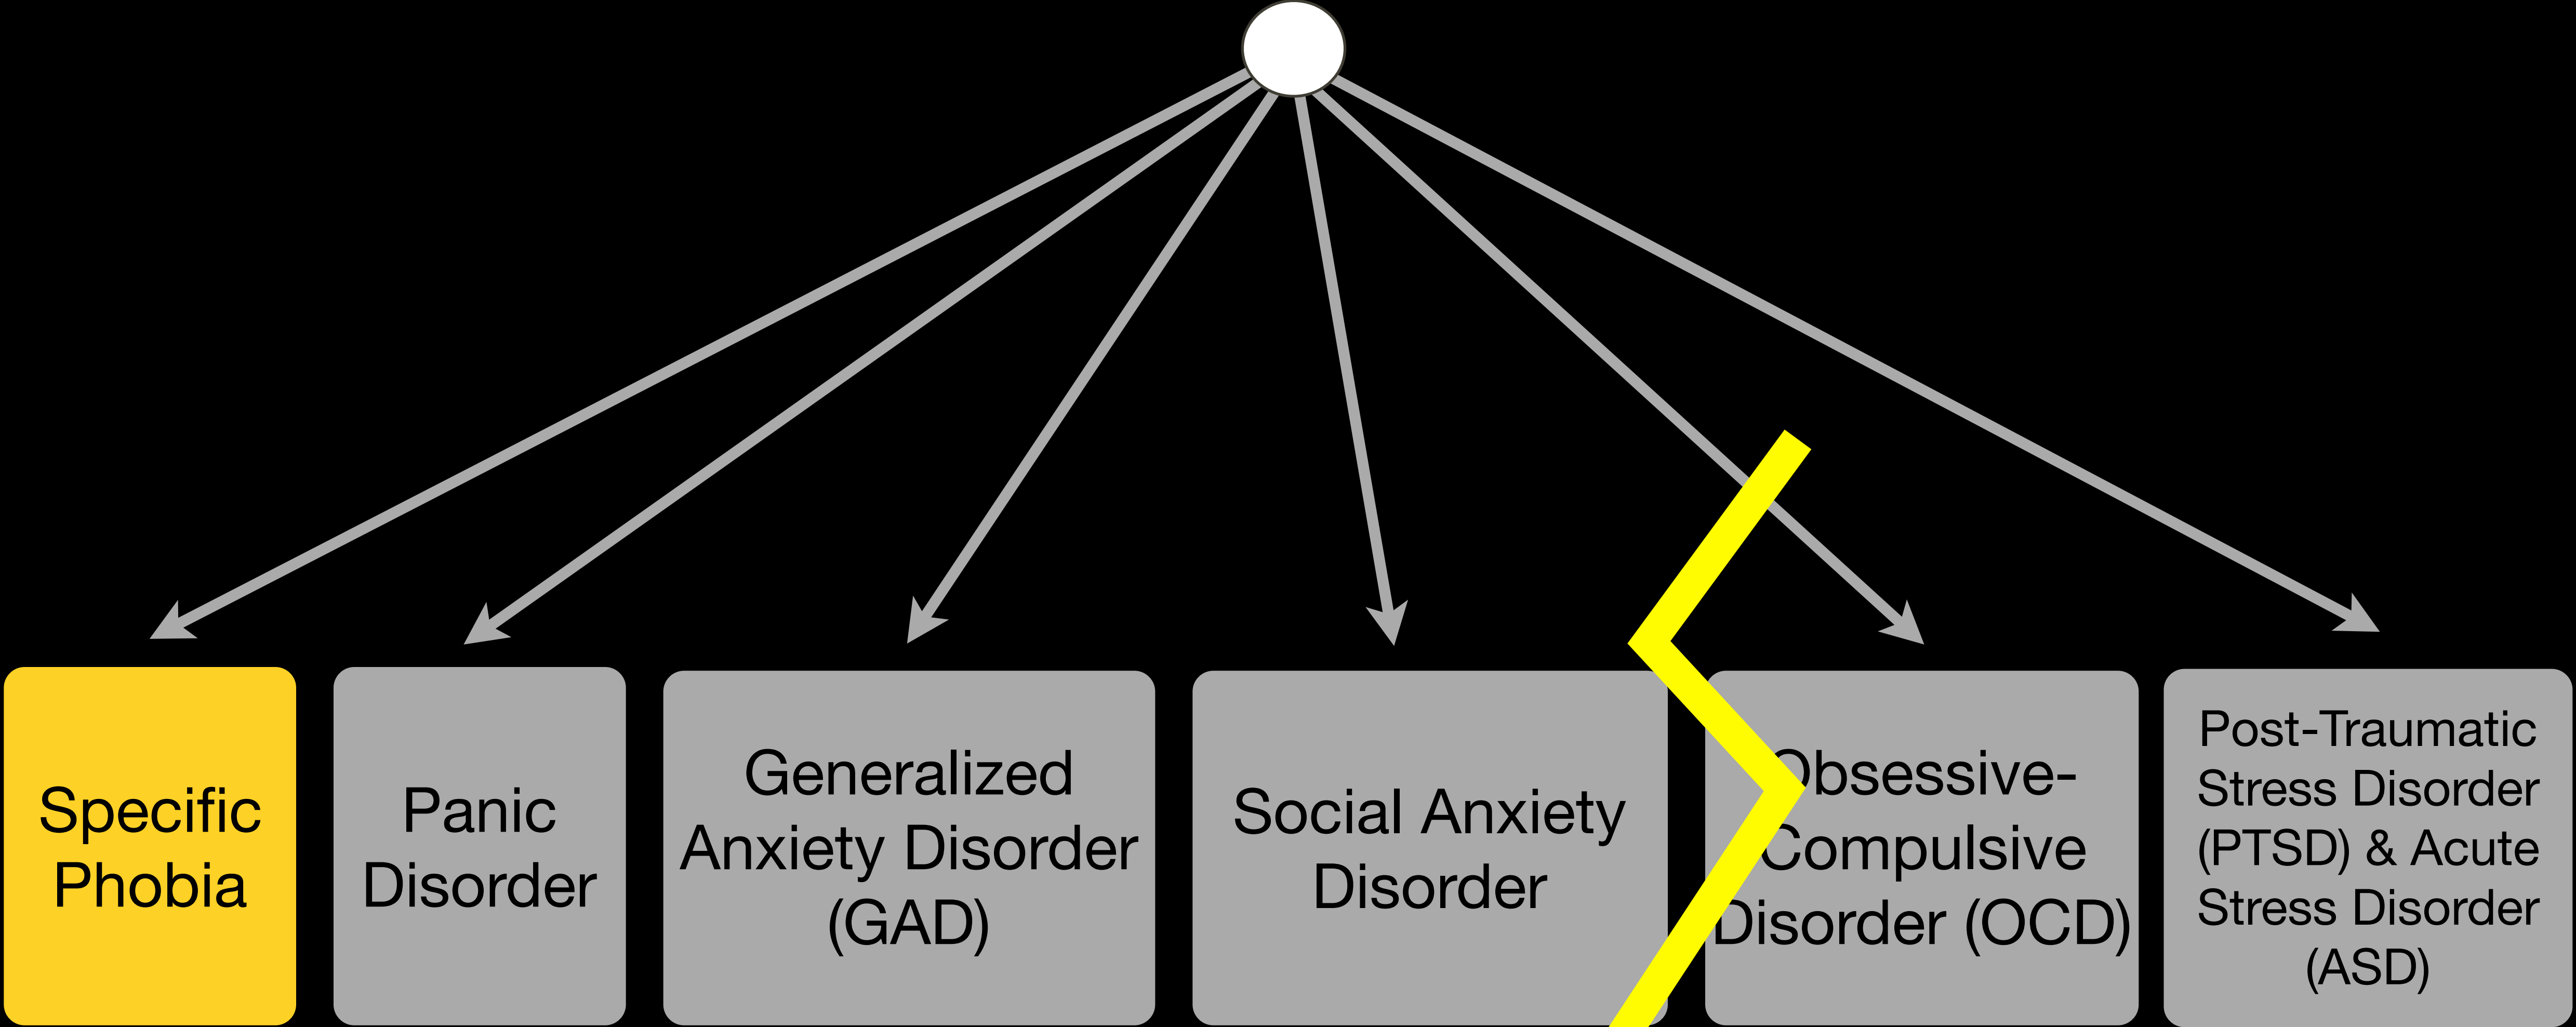 Specific
Phobia
Panic
Disorder
Generalized
Anxiety Disorder
(GAD)
Social Anxiety
Disorder
Obsessive-
Compulsive
Disorder (OCD)
Post-Traumatic
Stress Disorder
(PTSD) & Acute
Stress Disorder
(ASD)